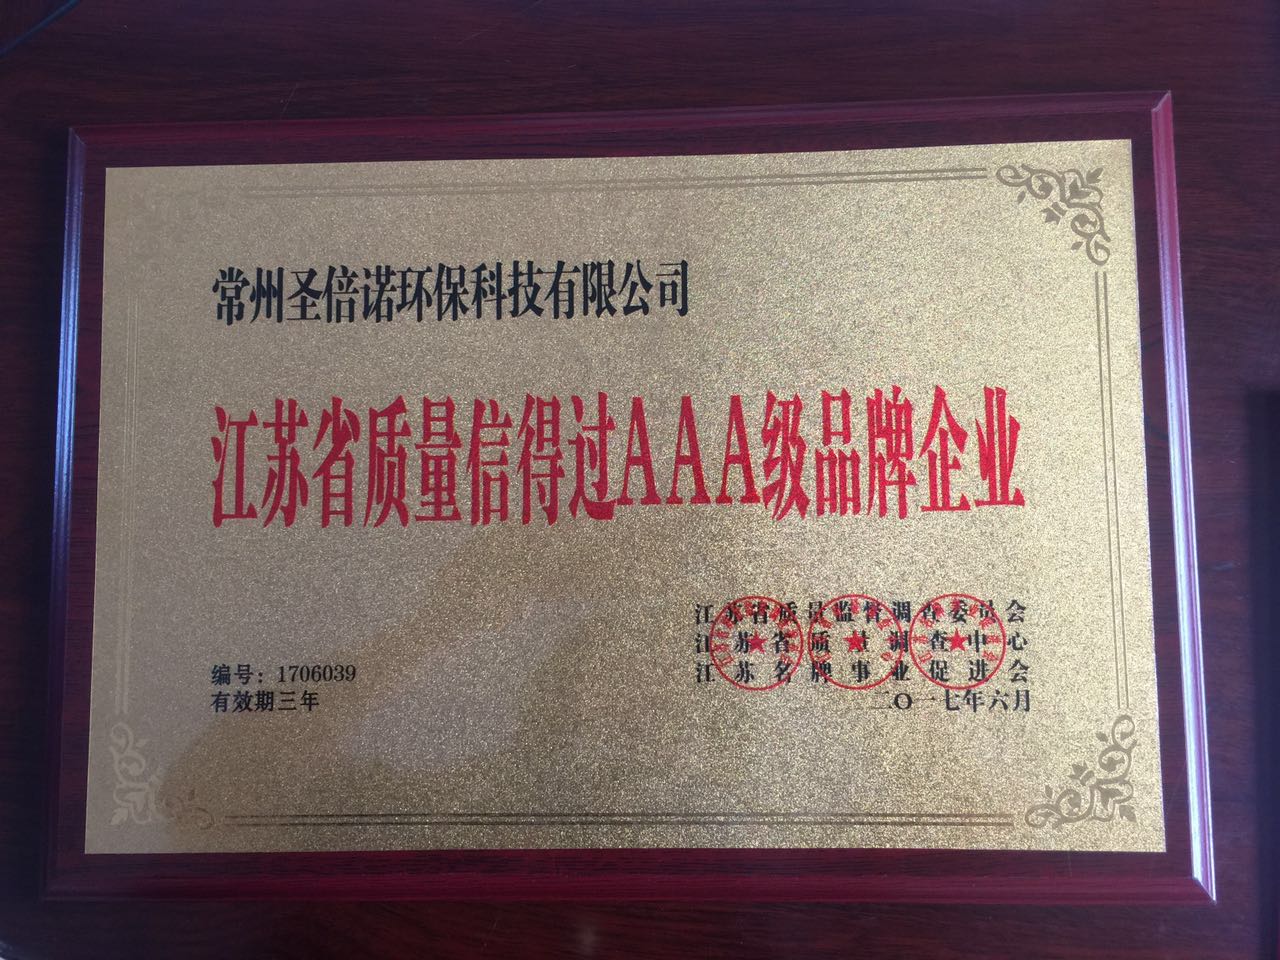 常州圣倍诺环保科技有限公司
江苏省质量信得过AAA级品牌企业
江苏省质量监督调查委员会
江苏省质量调查中心
江苏名牌事业促进会
编号：1706039
有效期三年
二〇一七年六月